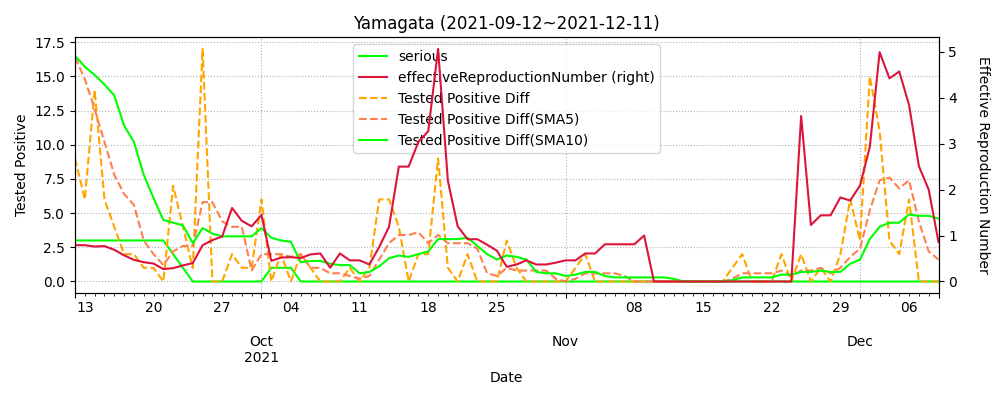 Yamagata (2021-09-12~2021-12-11)
serious
effectiveReproductionNumber (right)
Tested Positive Diff
Tested Positive Diff(SMA5)
Tested Positive Diff(SMA10)
Tested Positive
17.5
15.0
12.5
10.0
7.5
5.0
2.5
0.0
5
4
3
2
1
0
Effective Reproduction Number
13 20 27 04 11 18 25 08 15 22 29 06
Oct Nov Dec
2021
Date